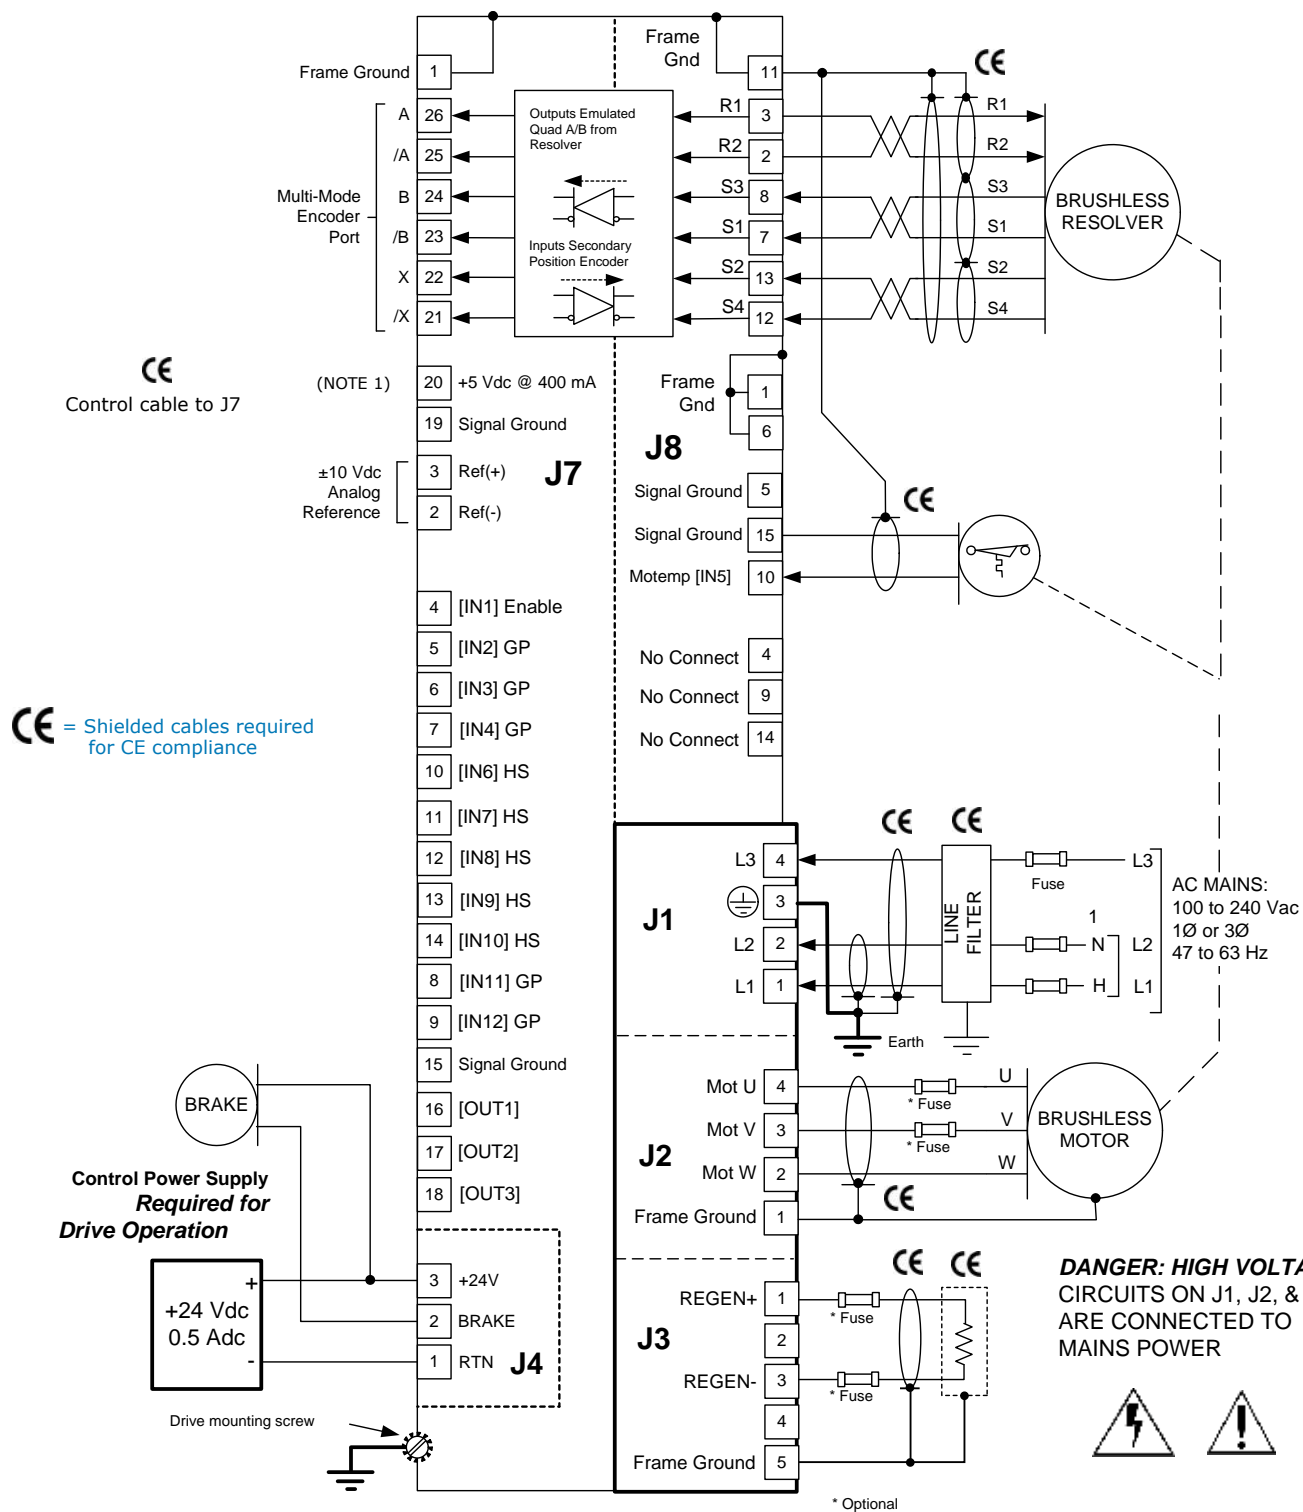 Frame Gnd
Frame Ground 1
11
CE
A 26
Outputs Emulated
Quad A/B from
Resolver
R1 3 R1
/A 25
R2 2 R2
Multi-Mode
Encoder
Port
B 24
S3 8 S3
BRUSHLESS
RESOLVER
/B 23
S1 7 S1
Inputs Secondary
Position Encoder
X 22
S2 13 S2
/X 21
S4 12 S4
CE
Control cable to J7
(NOTE 1) 20 +5 Vdc @ 400 mA
Frame
Gnd
1
6
19 Signal Ground
J7
J8
±10 Vdc
Analog
Reference
3 Ref(+)
2 Ref(-)
Signal Ground 5
CE
Signal Ground 15
Motemp [IN5] 10
4 [IN1] Enable
5 [IN2] GP
No Connect 4
6 [IN3] GP
No Connect 9
7 [IN4] GP
No Connect 14
CE = Shielded cables required
for CE compliance
10 [IN6] HS
11 [IN7] HS
12 [IN8] HS
13 [IN9] HS
14 [IN10] HS
8 [IN11] GP
9 [IN12] GP
15 Signal Ground
16 [OUT1]
17 [OUT2]
18 [OUT3]
J1
CE CE
L3 4
Fuse
L3
3
L2 2
LINE
FILTER
1
N L2
L1 1
H L1
AC MAINS:
100 to 240 Vac
1Ø or 3Ø
47 to 63 Hz
Earth
J2
Mot U 4
* Fuse
U
Mot V 3
* Fuse
V
Mot W 2
W
BRUSHLESS
MOTOR
CE
Frame Ground 1
BRAKE
Control Power Supply
Required for
Drive Operation
+
+24 Vdc
0.5 Adc
-
3 +24V
2 BRAKE
1 RTN
J4
Drive mounting screw
J3
CE CE
REGEN+ 1
* Fuse
2
REGEN- 3
* Fuse
4
Frame Ground 5
DANGER: HIGH
CIRCUITS ON J1, J2, &
ARE CONNECTED TO
MAINS POWER
* Optional